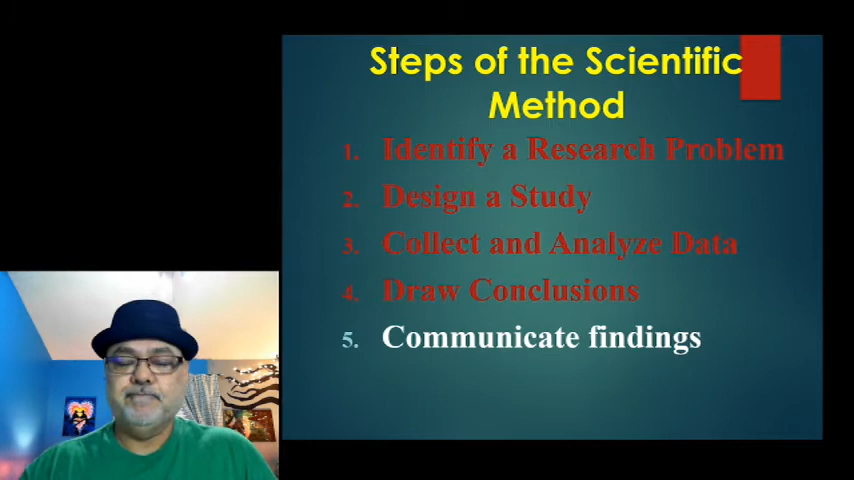 Steps of the Scientific
Method
1. Identify a Research Problem
2. Design a Study
3. Collect and Analyze Data
4. Draw Conclusions
5. Communicate findings